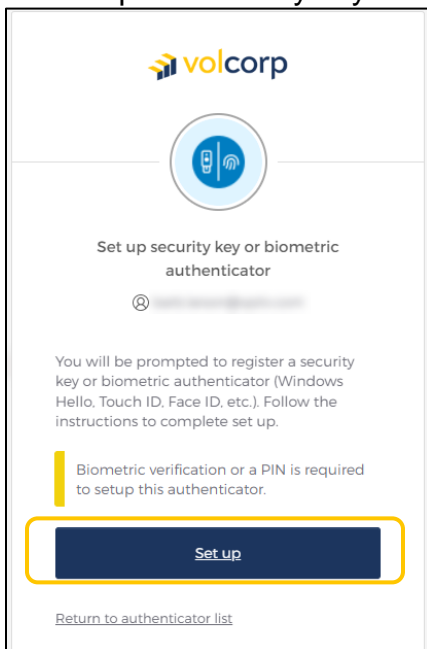 volcorp
Set up security key or biometric
authenticator
You will be prompted to register a security
key or biometric authenticator (Windows
Hello, Touch ID, Face ID, etc.). Follow the
instructions to complete set up.
Biometric verification or a PIN is required
to setup this authenticator.
Set up
Return to authenticator list